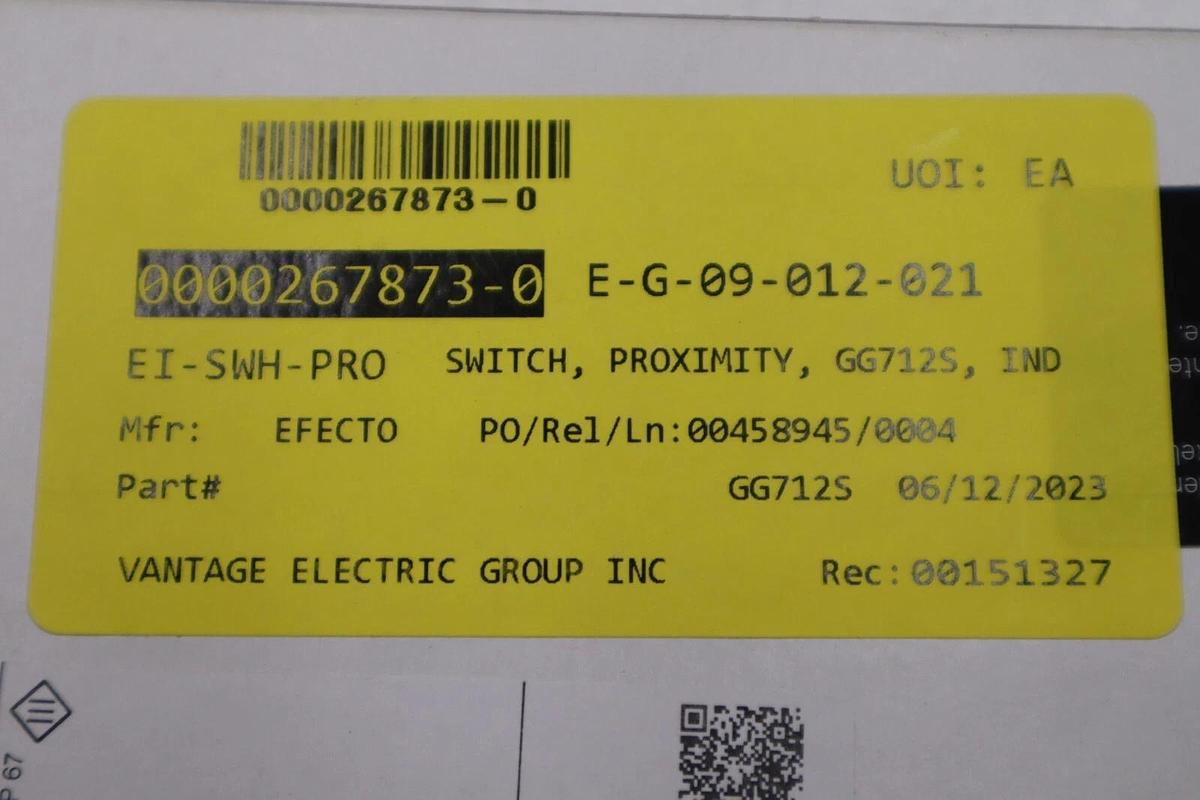 0000267873-0
UOI: EA
0000267873-0 E-G-09-012-021
EI-SWH-PRO SWITCH, PROXIMITY, GG712S, IND
Mfr: EFECTO PO/Rel/Ln:00458945/0004
Part# GG712S 06/12/2023
VANTAGE ELECTRIC GROUP INC Rec:00151327
P 67